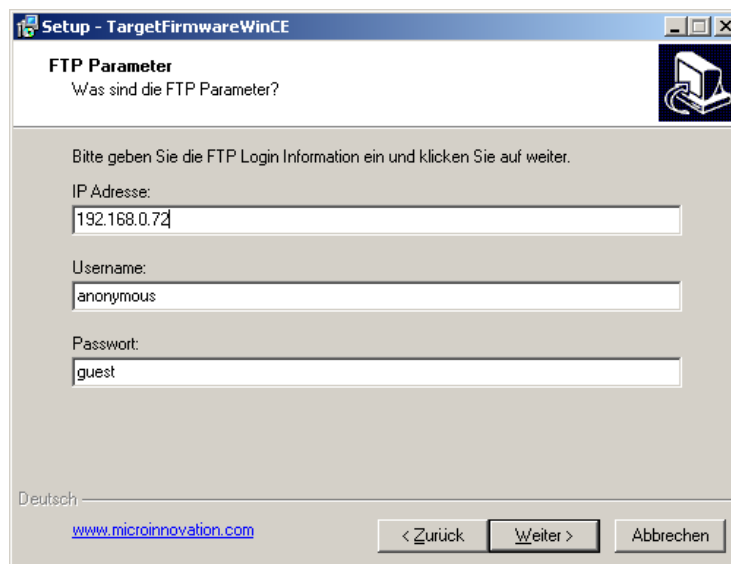 Setup - TargetFirmwareWinCE
FTP Parameter
Was sind die FTP Parameter?
Bitte geben Sie die FTP Login Information ein und klicken Sie auf weiter.
IP Adresse:
192.168.0.72
Username:
anonymous
Passwort:
guest
Deutsch
www.microinnovation.com
< Zurück
Weiter >
Abbrechen